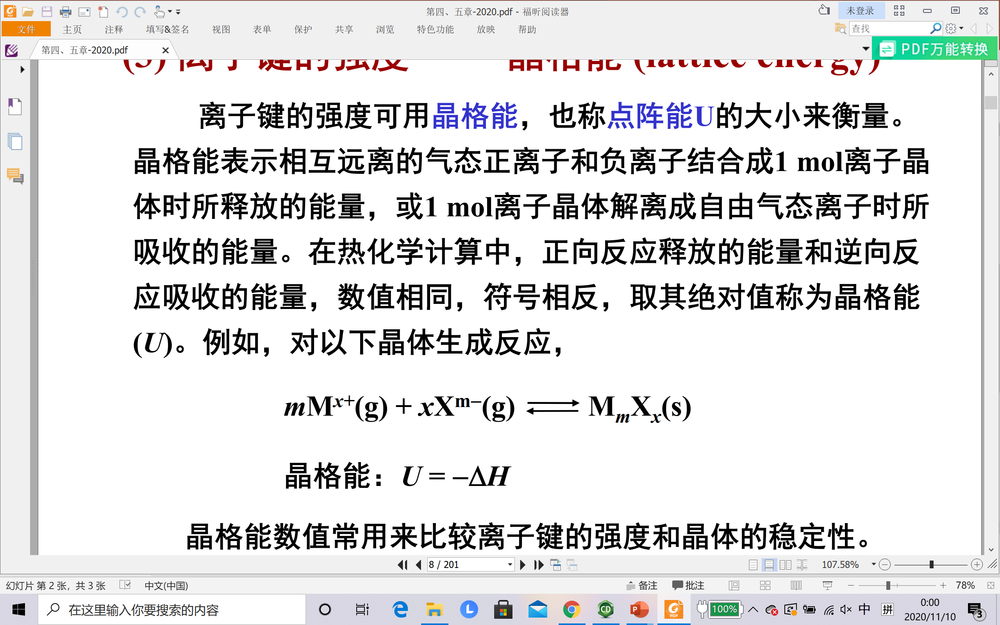 第四、五章-2020.pdf - 福昕阅读器
未登录
文件 主页 注释 填写&签名 视图 表单 保护 共享 浏览 特色功能 放映 帮助
查找
第四、五章-2020.pdf
PDF万能转换
离子键的强度 晶格能 (lattice energy)
离子键的强度可用晶格能，也称点阵能U的大小来衡量。
晶格能表示相互远离的气态正离子和负离子结合成1 mol离子晶
体时所释放的能量，或1 mol离子晶体解离成自由气态离子时所
吸收的能量。在热化学计算中，正向反应释放的能量和逆向反
应吸收的能量，数值相同，符号相反，取其绝对值称为晶格能
(U)。例如，对以下晶体生成反应，
mMˣ⁺(g) + xXᵐ⁻(g) ⇌ MₘXₓ(s)
晶格能：U = –ΔH
晶格能数值常用来比较离子键的强度和晶体的稳定性。
8 / 201
107.58%
幻灯片 第 2 张，共 3 张 中文(中国) 备注 批注 78%
在这里输入你要搜索的内容
100%
中 拼
0:00
2020/11/10
3